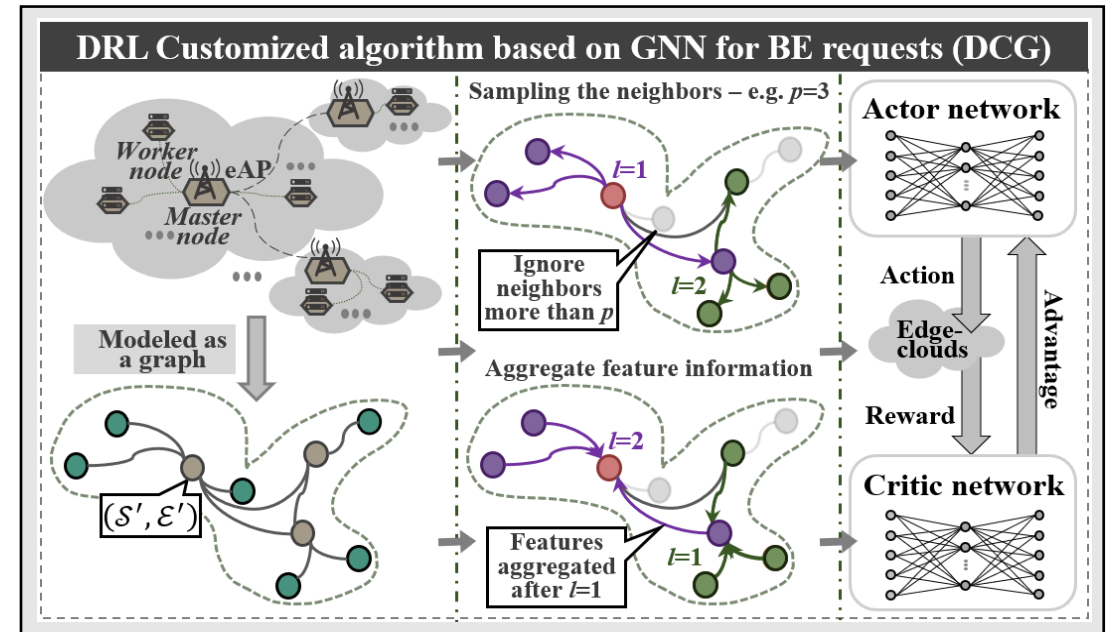 DRL Customized algorithm based on GNN for BE requests (DCG)
Worker
node
eAP
Master
node
Modeled as
a graph
(𝒮′, ℰ′)
Sampling the neighbors – e.g. p=3
l=1
Ignore
neighbors
more than p
l=2
Aggregate feature information
l=2
Features
aggregated
after l=1
l=1
Actor network
Action
Edge-
clouds
Advantage
Reward
Critic network